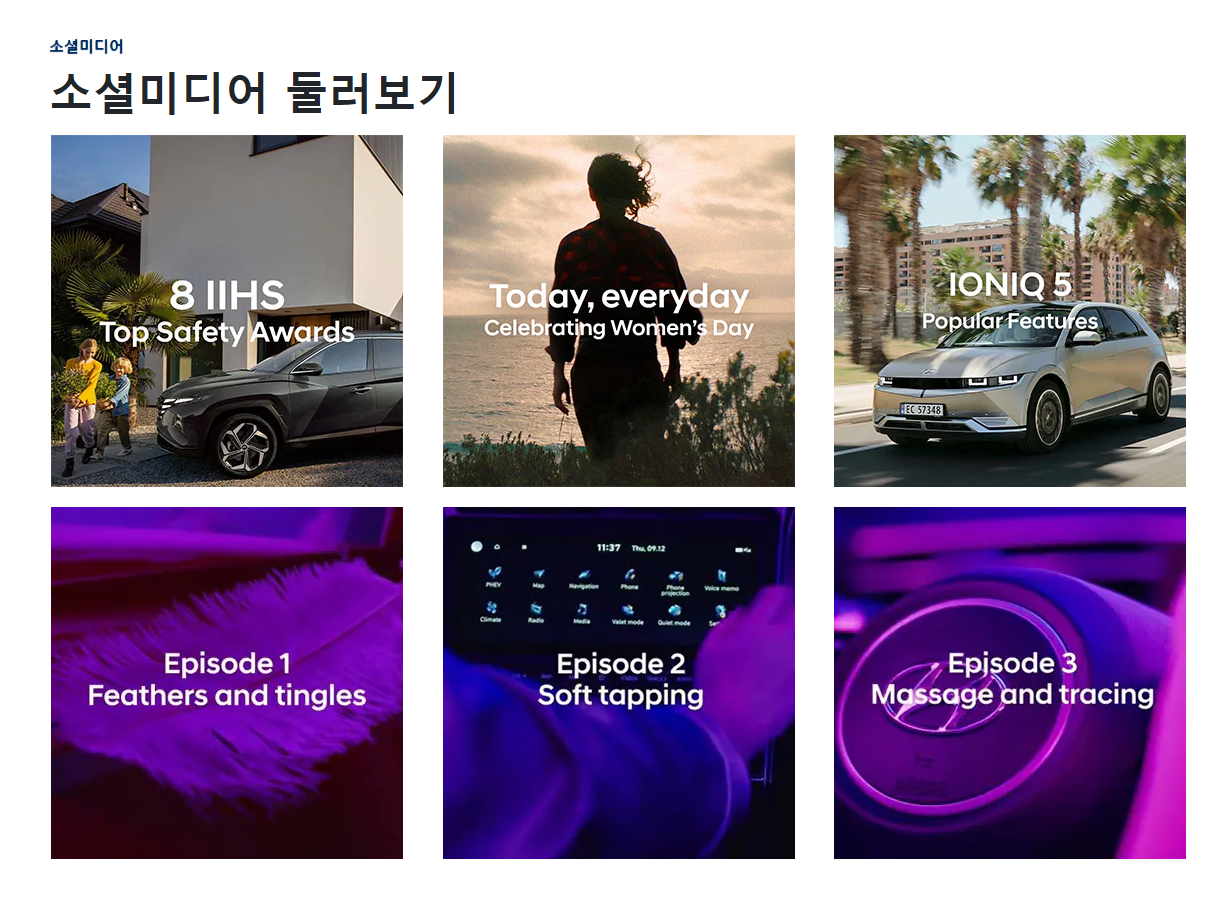 소셜미디어
소셜미디어 둘러보기
8 IIHS
Top Safety Awards
Today, everyday
Celebrating Women's Day
IONIQ 5
Popular Features
EC 57348
Episode 1
Feathers and tingles
11:37 Thu, 09.12
PHEV Map Navigation Phone Phone projection Voice memo
Climate Radio Media Valet mode Quiet mode
Episode 2
Soft tapping
Episode 3
Massage and tracing